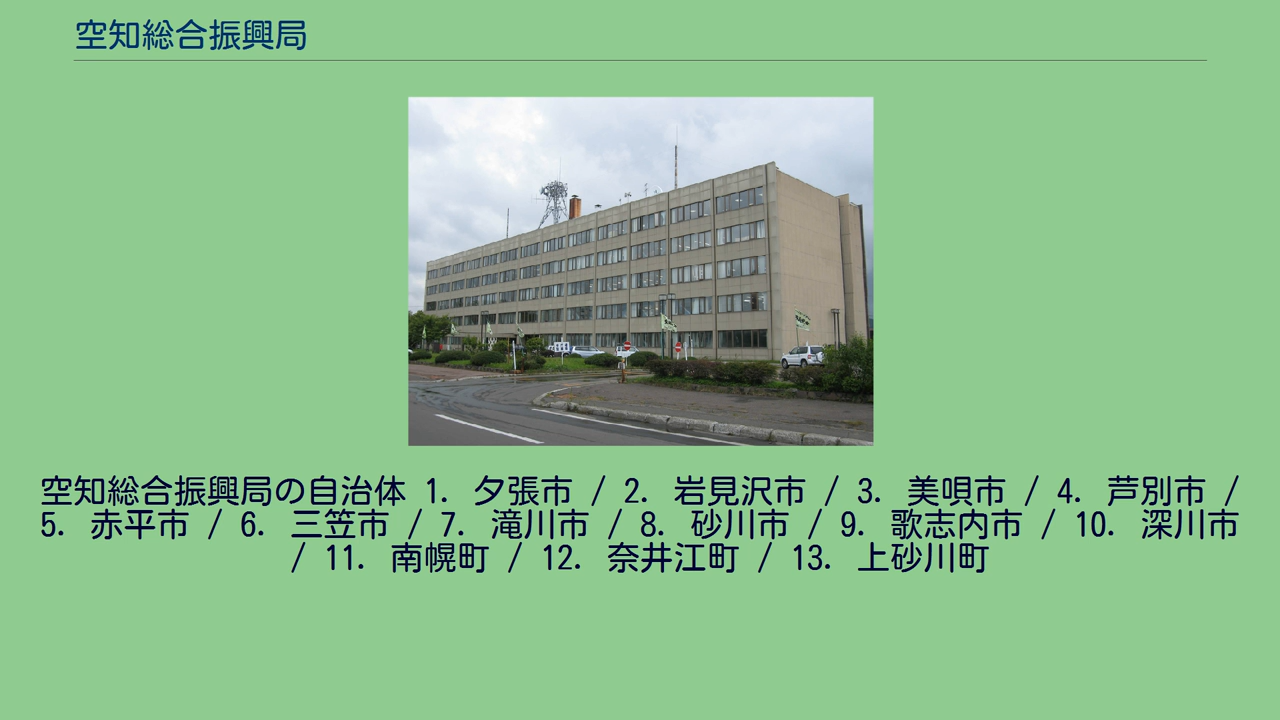 空知総合振興局
空知総合振興局の自治体 1. 夕張市 / 2. 岩見沢市 / 3. 美唄市 / 4. 芦別市 /
5. 赤平市 / 6. 三笠市 / 7. 滝川市 / 8. 砂川市 / 9. 歌志内市 / 10. 深川市
/ 11. 南幌町 / 12. 奈井江町 / 13. 上砂川町